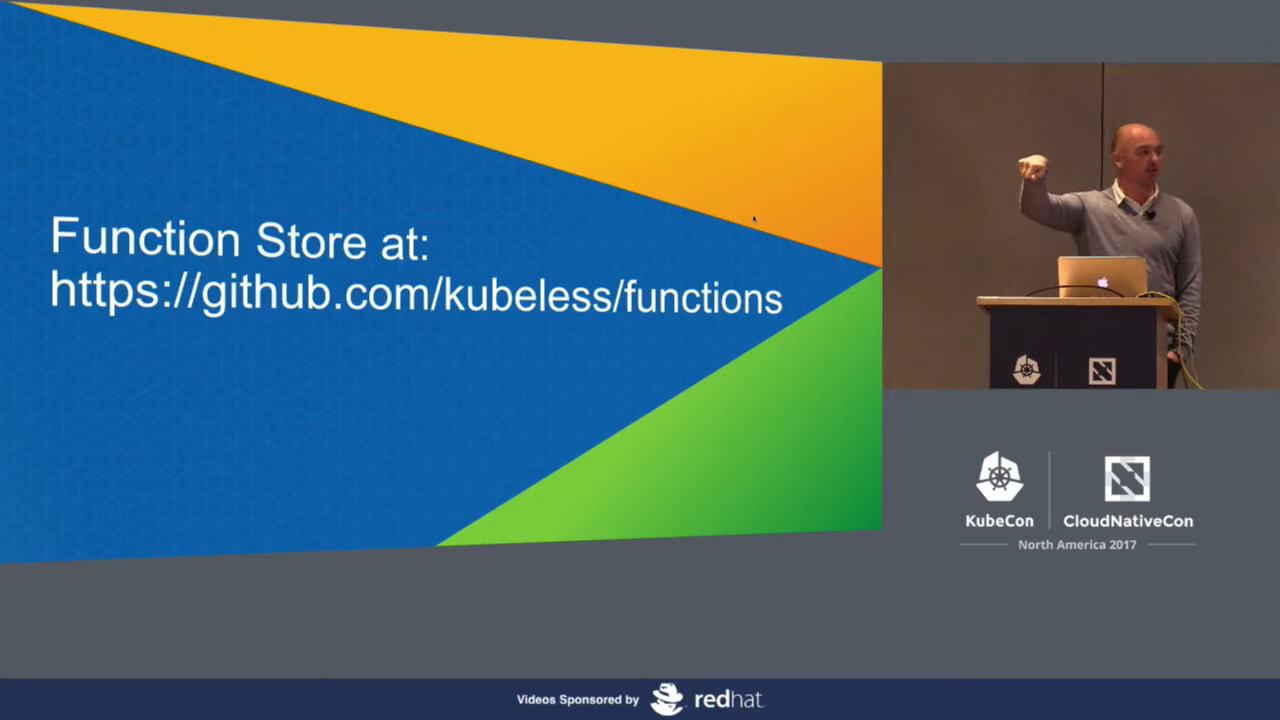 Function Store at:
https://github.com/kubeless/functions
KubeCon
CloudNativeCon
North America 2017
Videos Sponsored by
redhat.